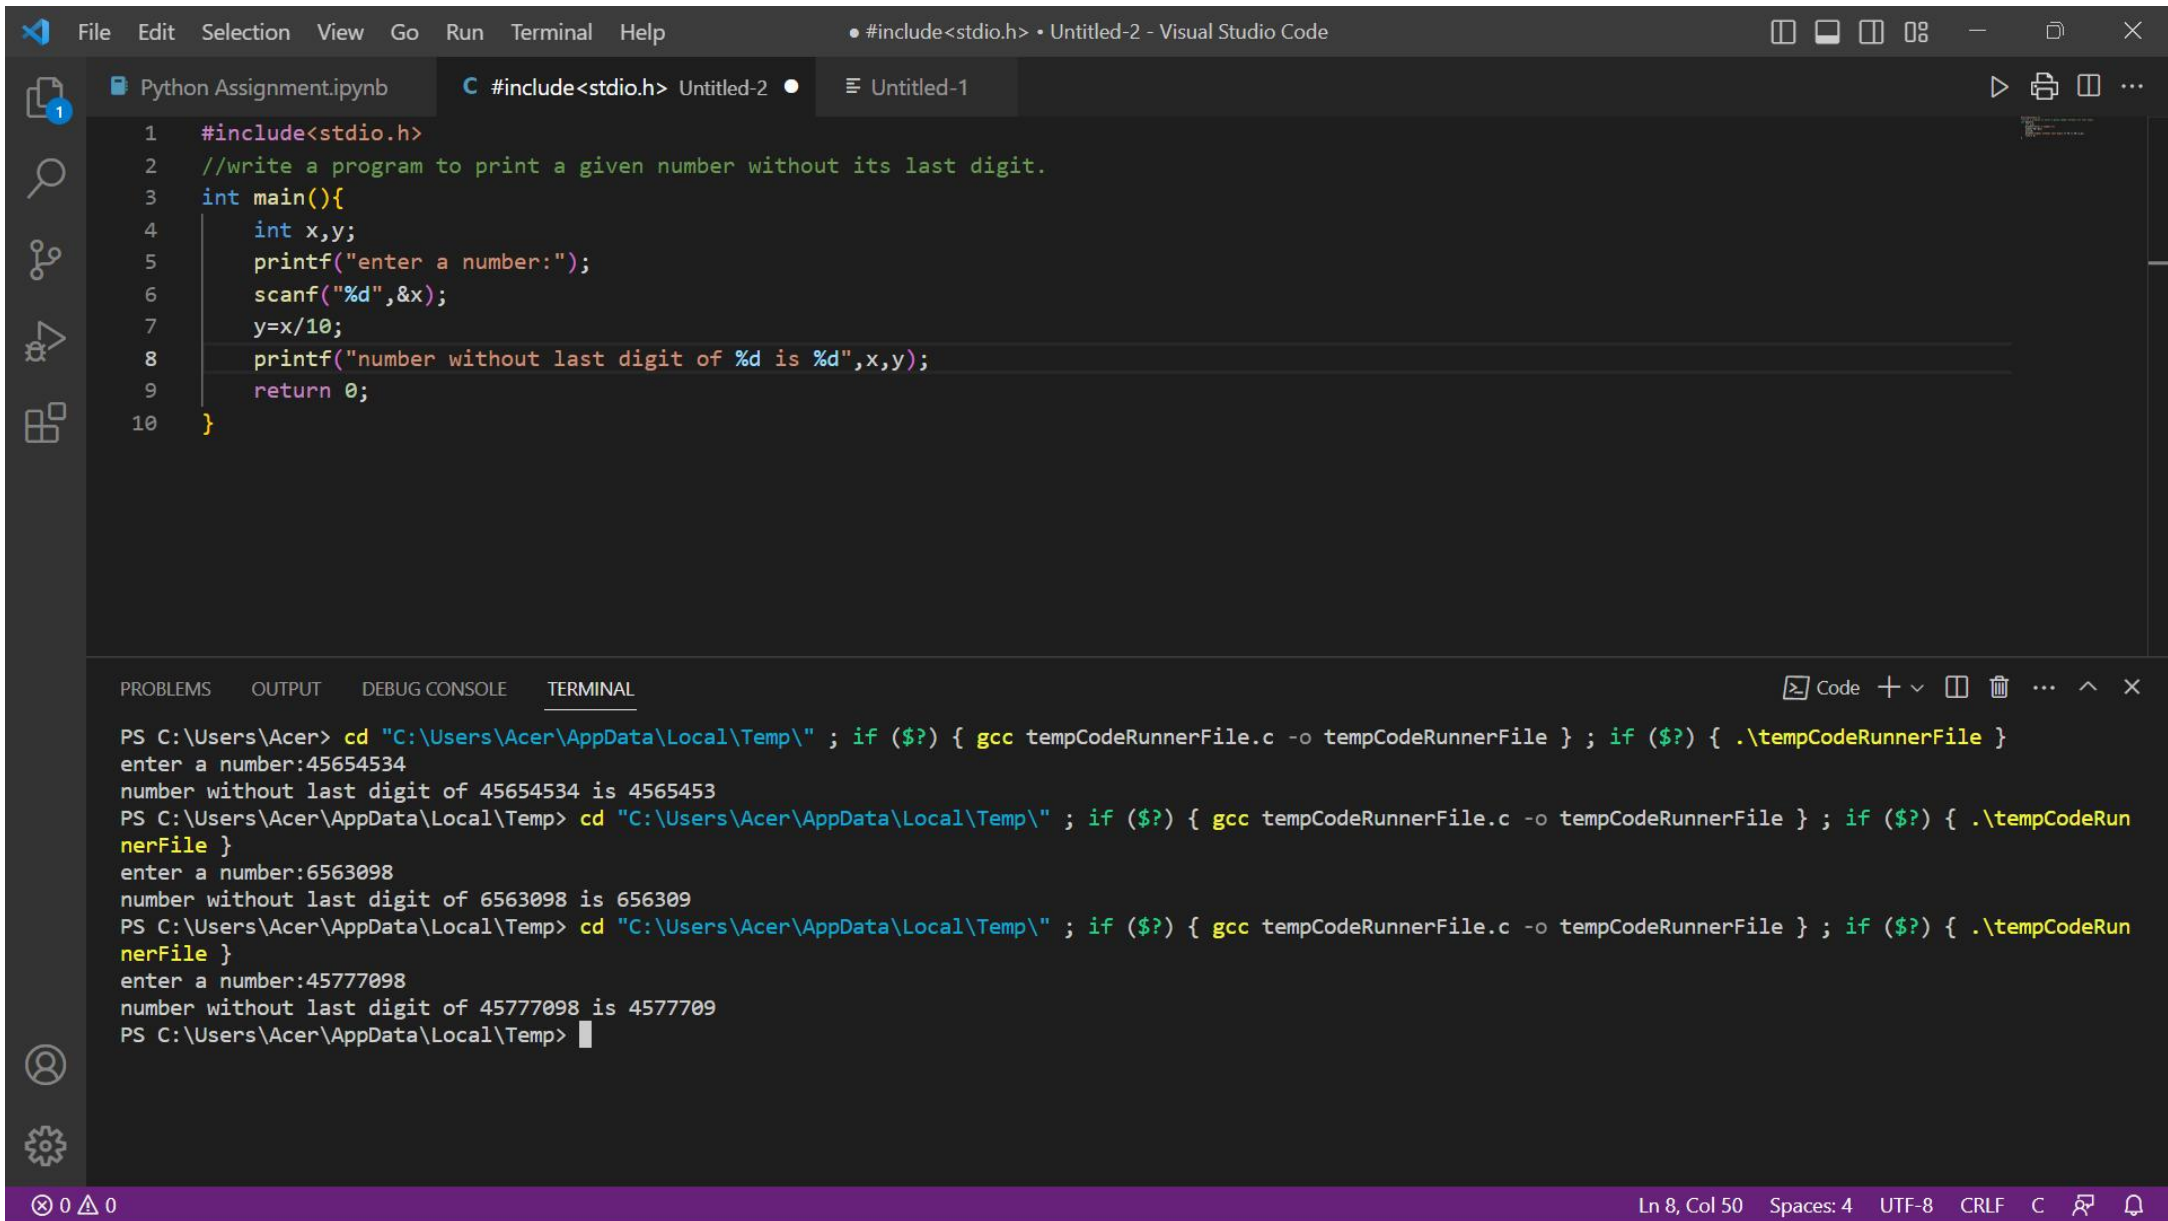 File Edit Selection View Go Run Terminal Help ● #include<stdio.h> • Untitled-2 - Visual Studio Code
Python Assignment.ipynb C #include<stdio.h> Untitled-2 ● Untitled-1
1
1 #include<stdio.h>
2 //write a program to print a given number without its last digit.
3 int main(){
4 int x,y;
5 printf("enter a number:");
6 scanf("%d",&x);
7 y=x/10;
8 printf("number without last digit of %d is %d",x,y);
9 return 0;
10 }
PROBLEMS OUTPUT DEBUG CONSOLE TERMINAL Code
PS C:\Users\Acer> cd "C:\Users\Acer\AppData\Local\Temp\" ; if ($?) { gcc tempCodeRunnerFile.c -o tempCodeRunnerFile } ; if ($?) { .\tempCodeRunnerFile }
enter a number:45654534
number without last digit of 45654534 is 4565453
PS C:\Users\Acer\AppData\Local\Temp> cd "C:\Users\Acer\AppData\Local\Temp\" ; if ($?) { gcc tempCodeRunnerFile.c -o tempCodeRunnerFile } ; if ($?) { .\tempCodeRun
nerFile }
enter a number:6563098
number without last digit of 6563098 is 656309
PS C:\Users\Acer\AppData\Local\Temp> cd "C:\Users\Acer\AppData\Local\Temp\" ; if ($?) { gcc tempCodeRunnerFile.c -o tempCodeRunnerFile } ; if ($?) { .\tempCodeRun
nerFile }
enter a number:45777098
number without last digit of 45777098 is 4577709
PS C:\Users\Acer\AppData\Local\Temp>
0 0 Ln 8, Col 50 Spaces: 4 UTF-8 CRLF C